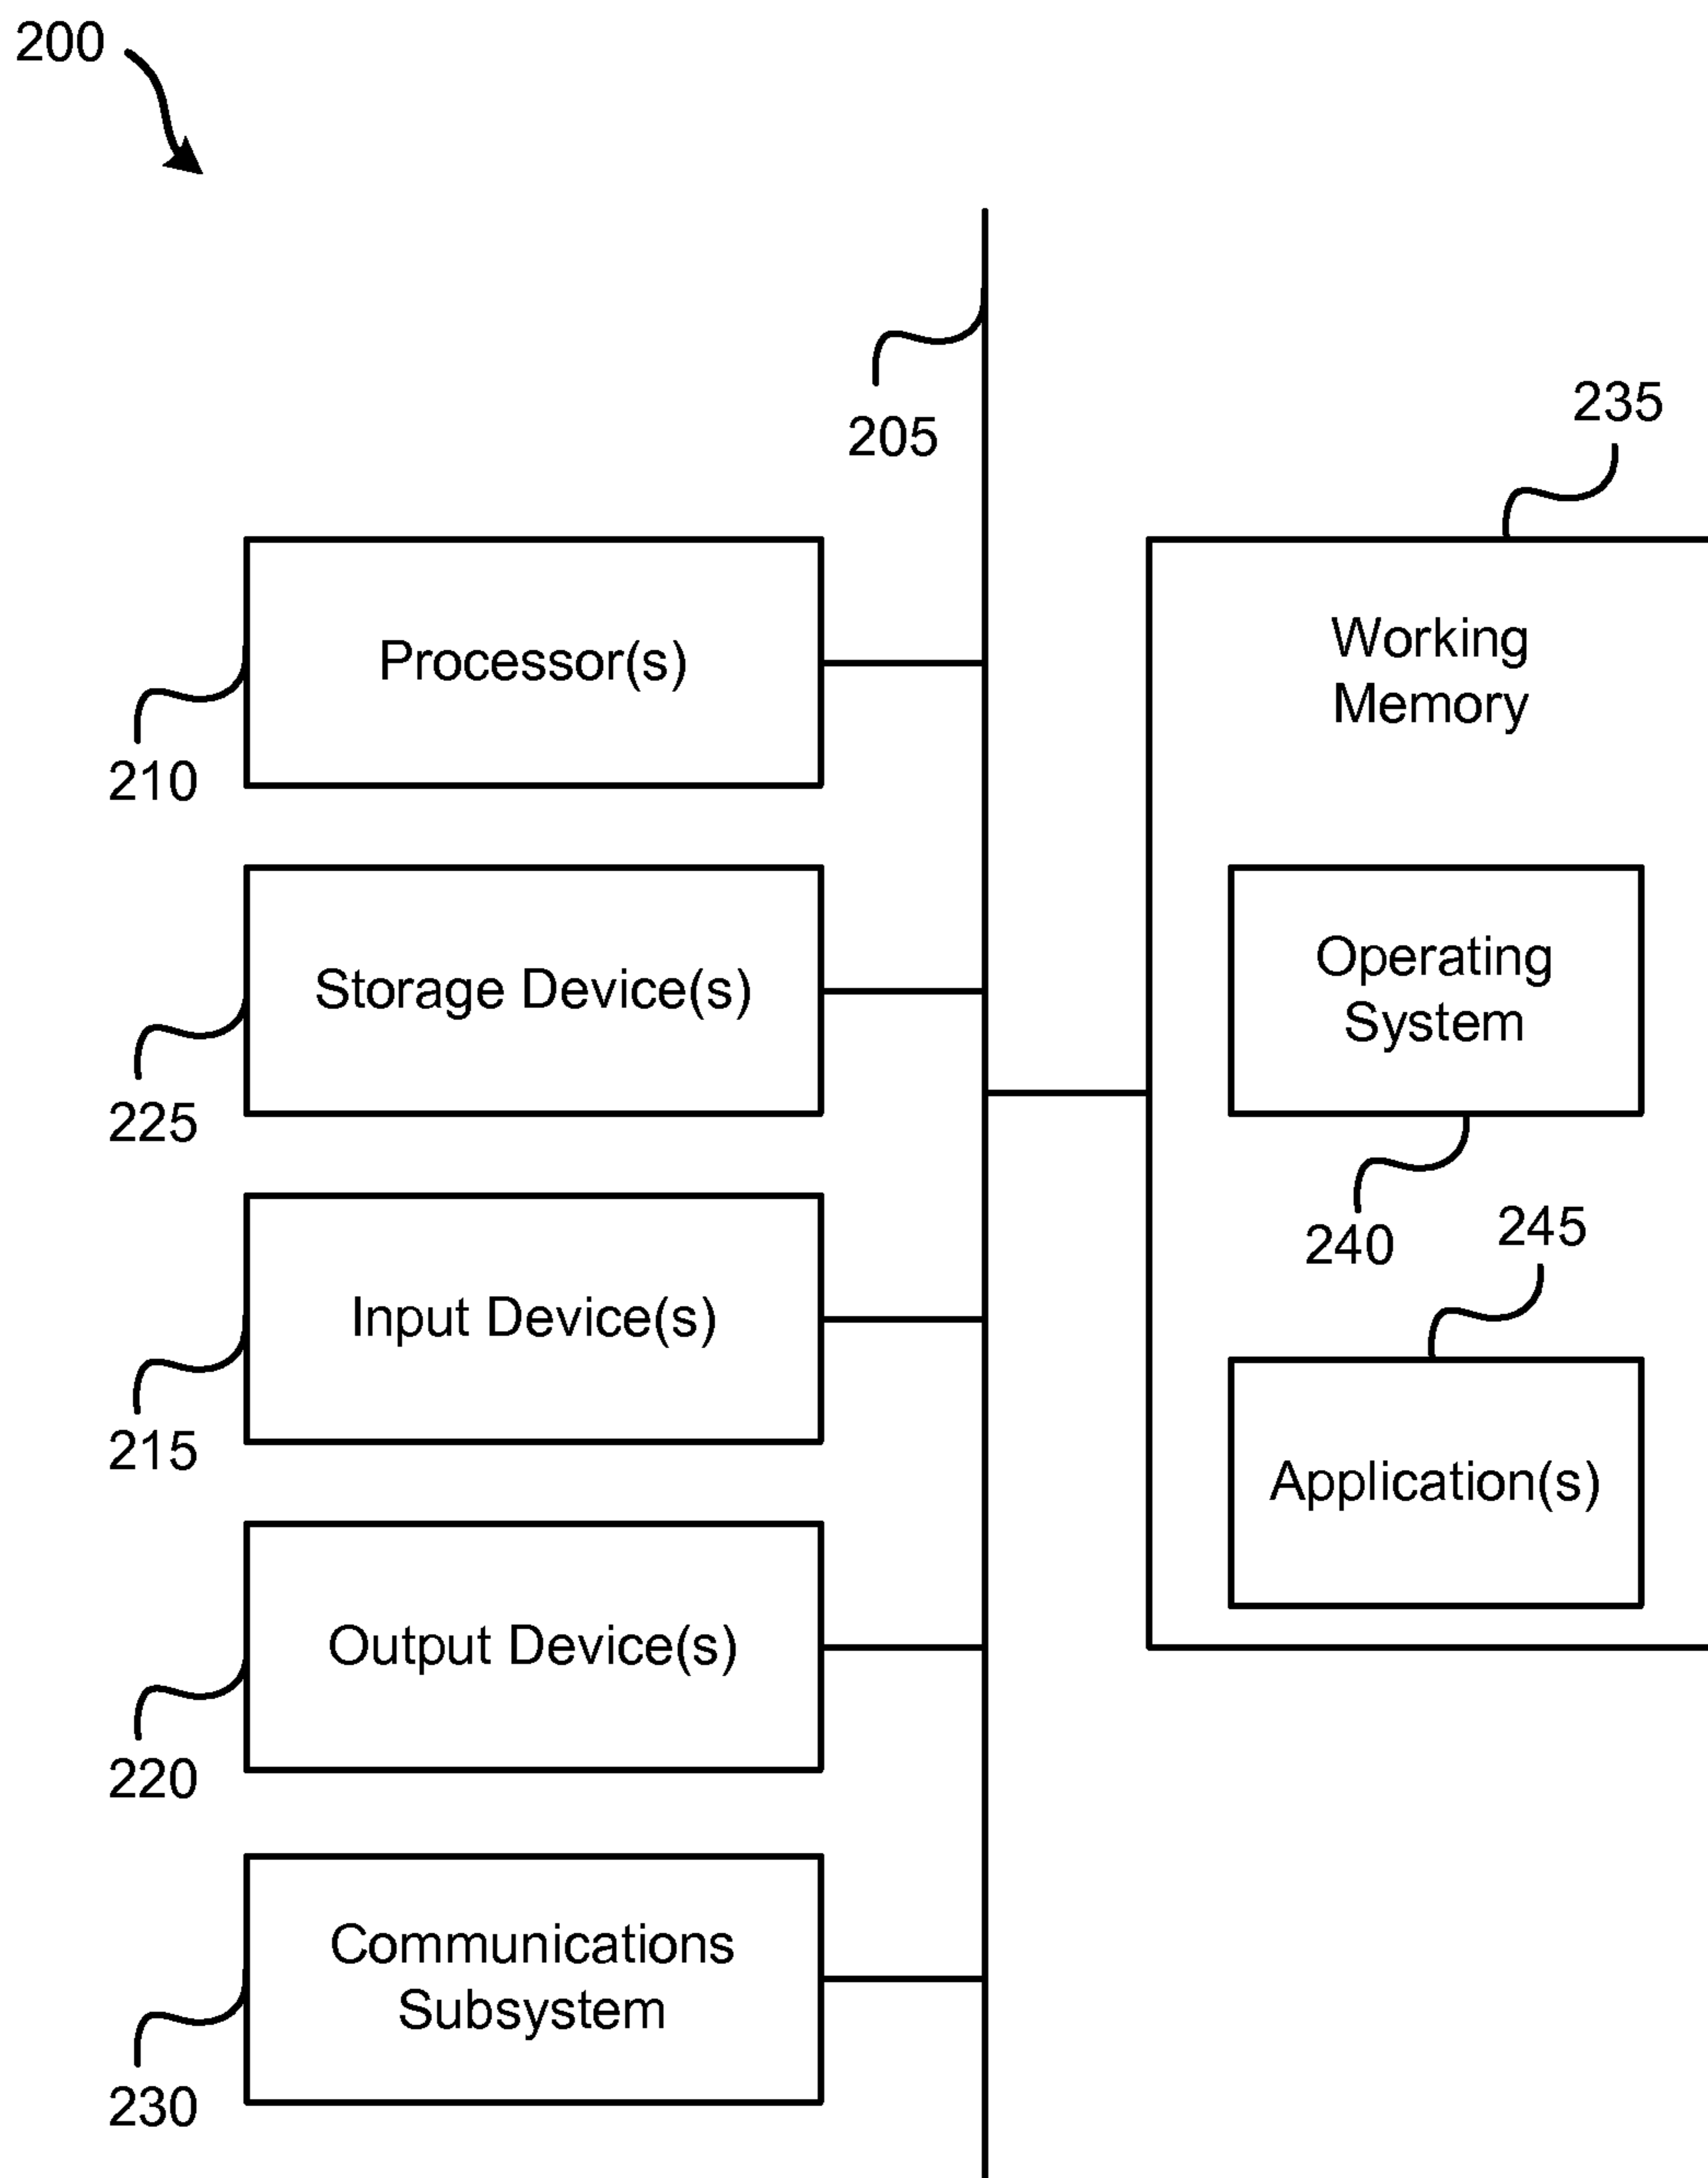 200
205
235
Processor(s)
Working
Memory
210
Storage Device(s)
Operating
System
225
240
245
Input Device(s)
215
Application(s)
Output Device(s)
220
Communications
Subsystem
230